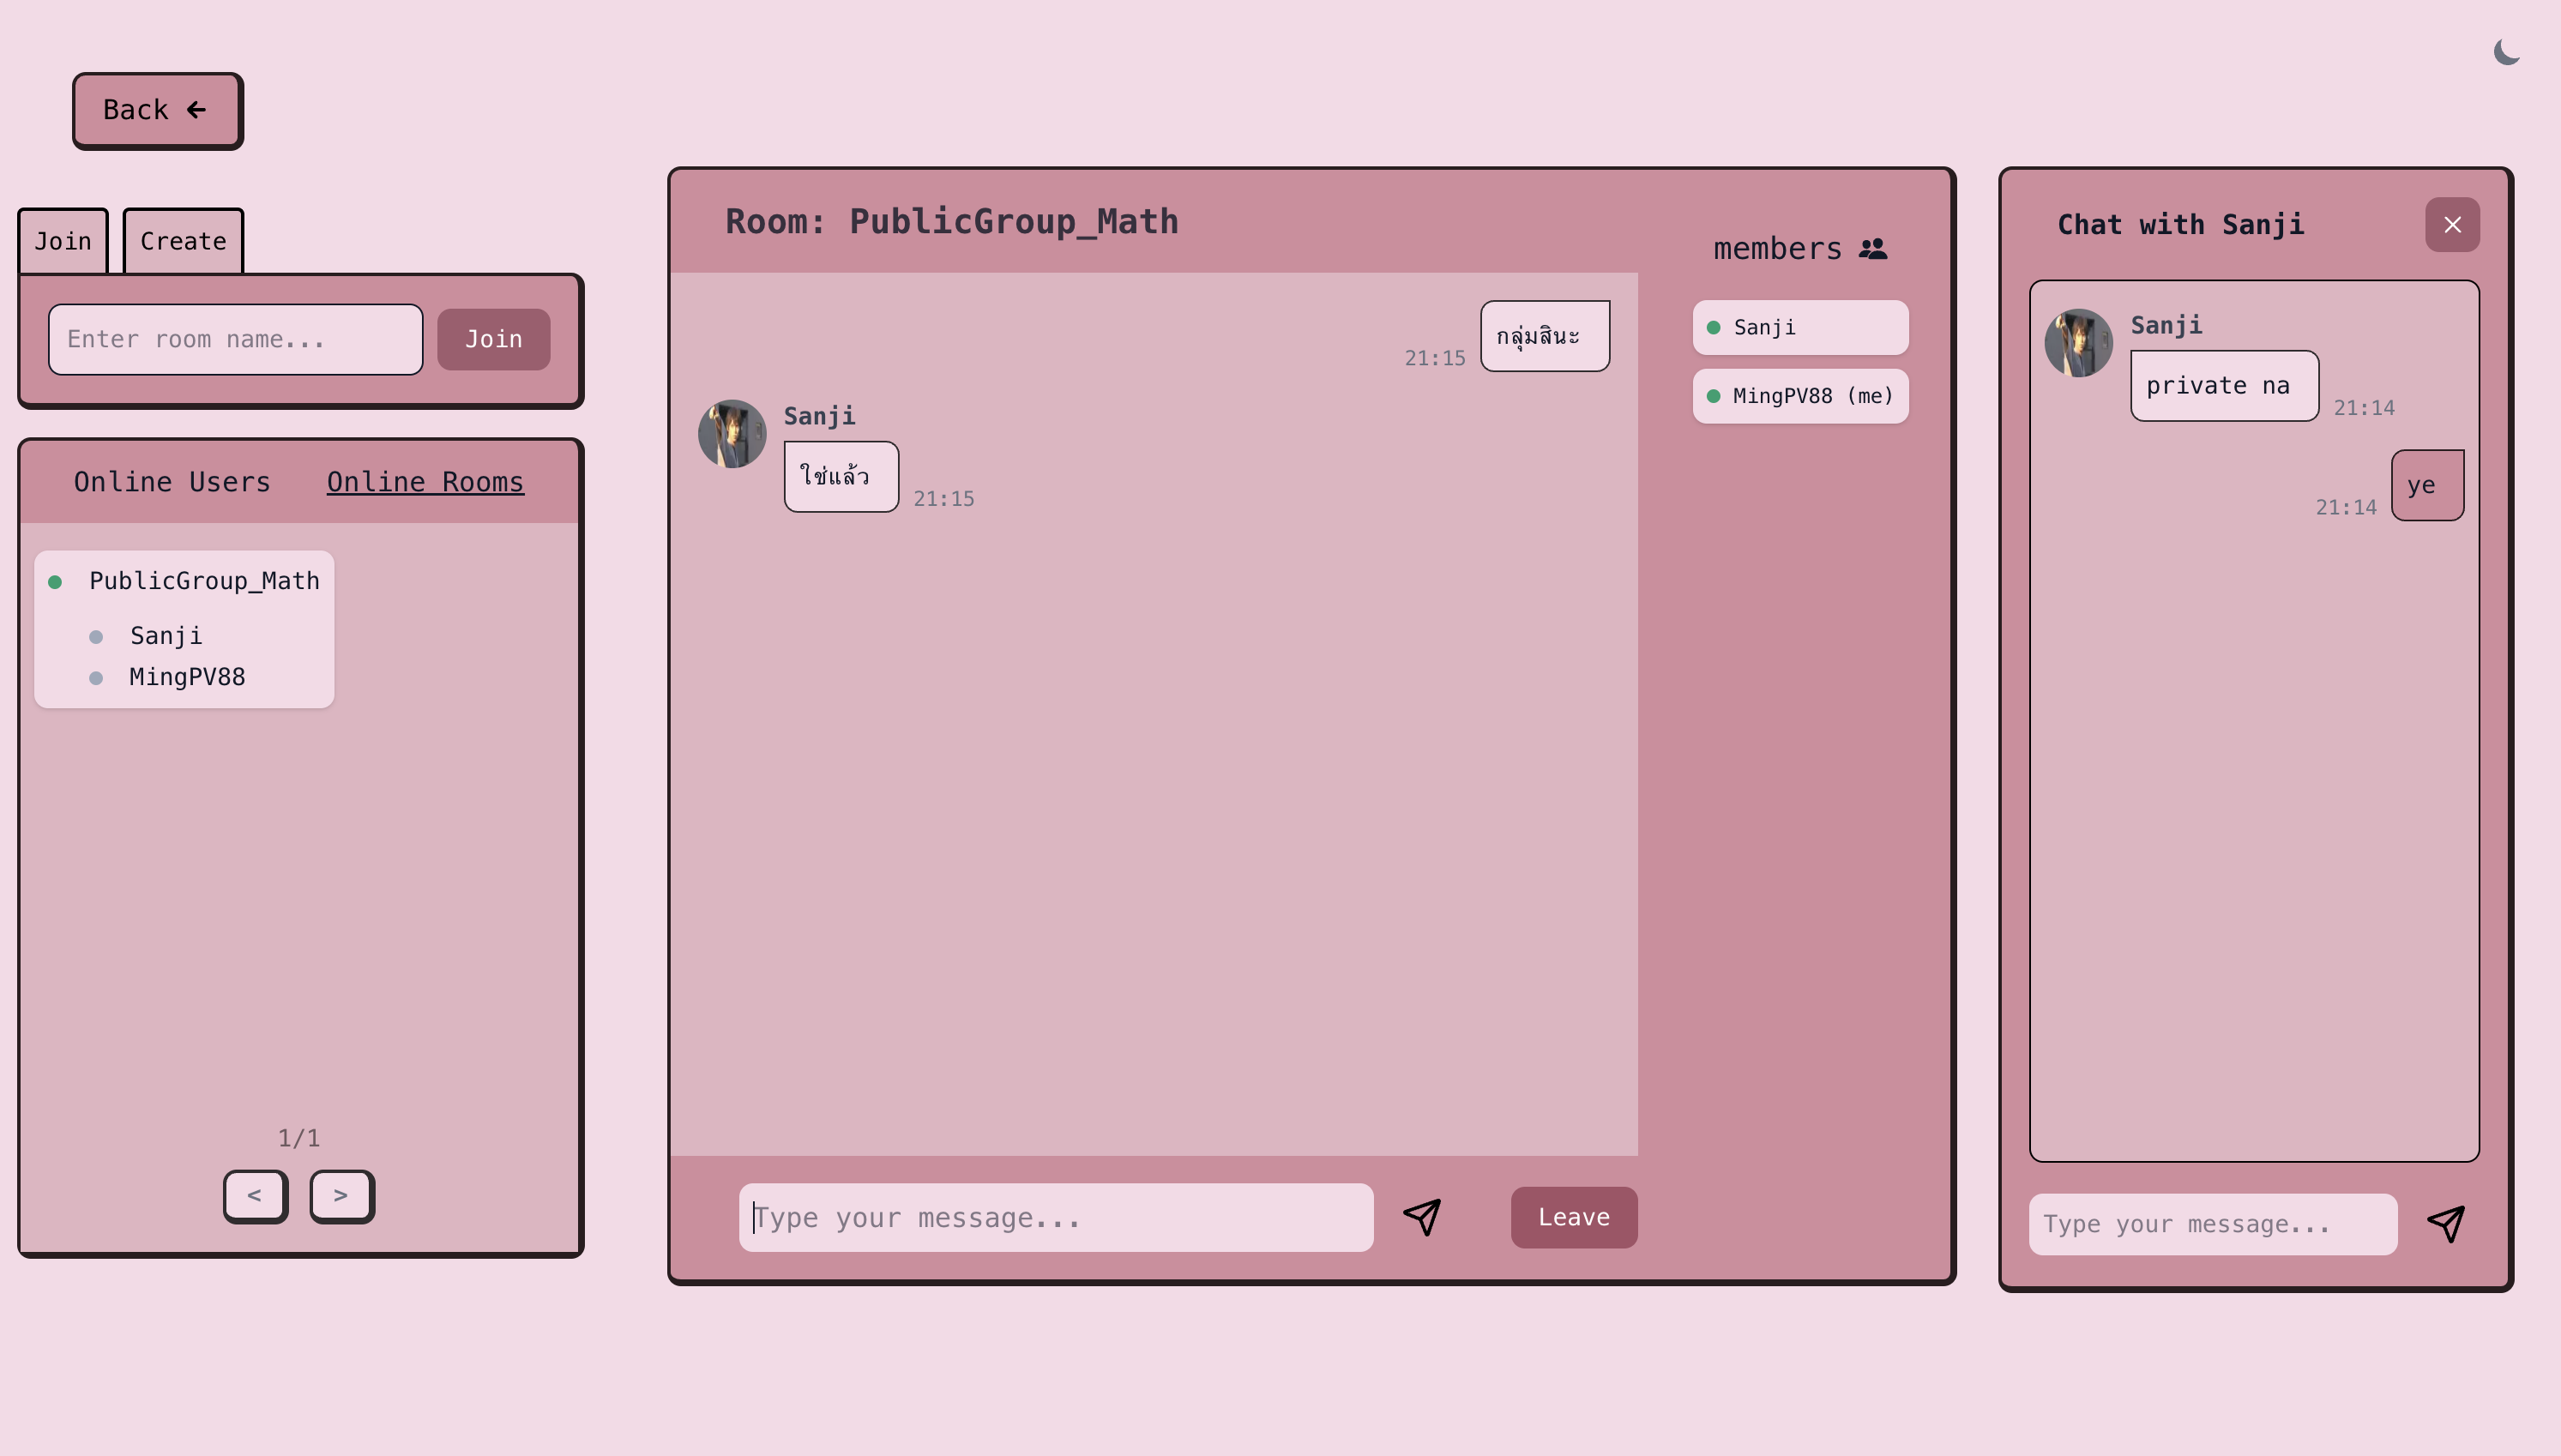 Back
Join
Create
Enter room name...
Join
Online Users
Online Rooms
PublicGroup_Math
Sanji
MingPV88
1/1
<
>
Room: PublicGroup_Math
21:15
กลุ่มสินะ
Sanji
ใช่แล้ว
21:15
Type your message...
Leave
members
Sanji
MingPV88 (me)
Chat with Sanji
Sanji
private na
21:14
21:14
ye
Type your message...